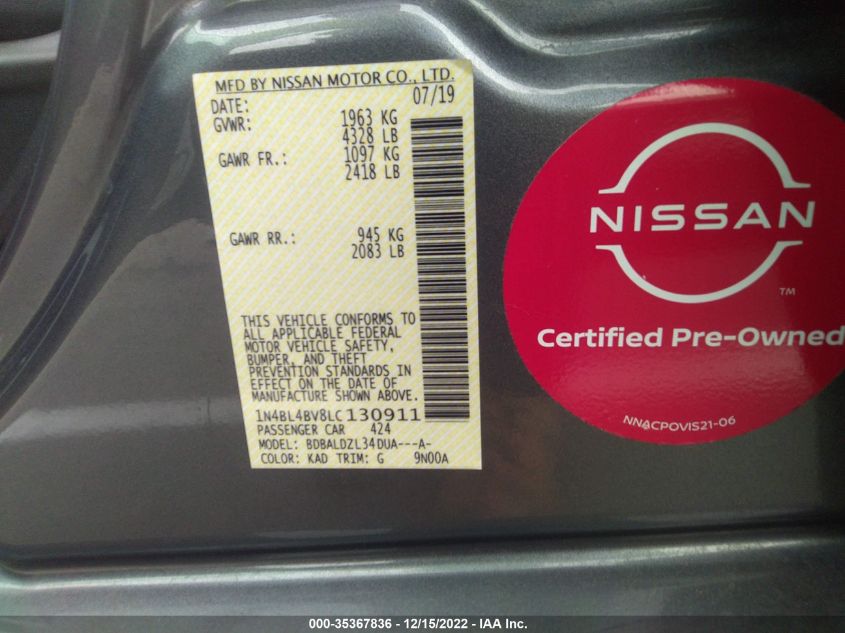 MFD BY NISSAN MOTOR CO., LTD.
DATE: 07/19
GVWR: 1963 KG
4328 LB
GAWR FR.: 1097 KG
2418 LB
GAWR RR.: 945 KG
2083 LB
THIS VEHICLE CONFORMS TO
ALL APPLICABLE FEDERAL
MOTOR VEHICLE SAFETY,
BUMPER, AND THEFT
PREVENTION STANDARDS IN
EFFECT ON THE DATE OF
MANUFACTURE SHOWN ABOVE.
1N4BL4BV8LC130911
PASSENGER CAR 424
MODEL: BDBALDZL34DUA---A-
COLOR: KAD TRIM: G 9N00A
NISSAN
TM
Certified Pre-Owned
NNACPOVIS21-06
000-35367836 - 12/15/2022 - IAA Inc.